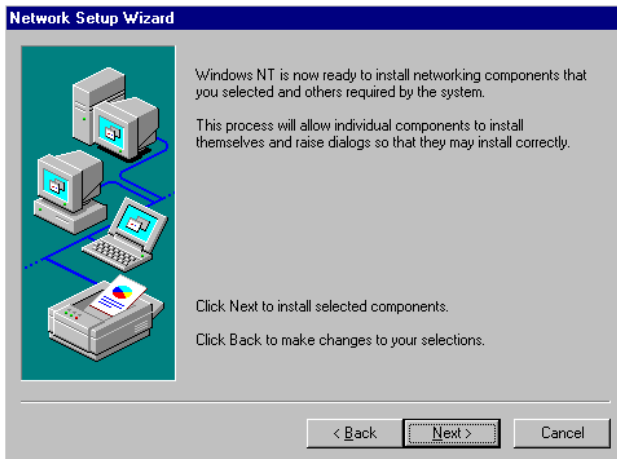 Network Setup Wizard
Windows NT is now ready to install networking components that
you selected and others required by the system.
This process will allow individual components to install
themselves and raise dialogs so that they may install correctly.
Click Next to install selected components.
Click Back to make changes to your selections.
< Back
Next >
Cancel